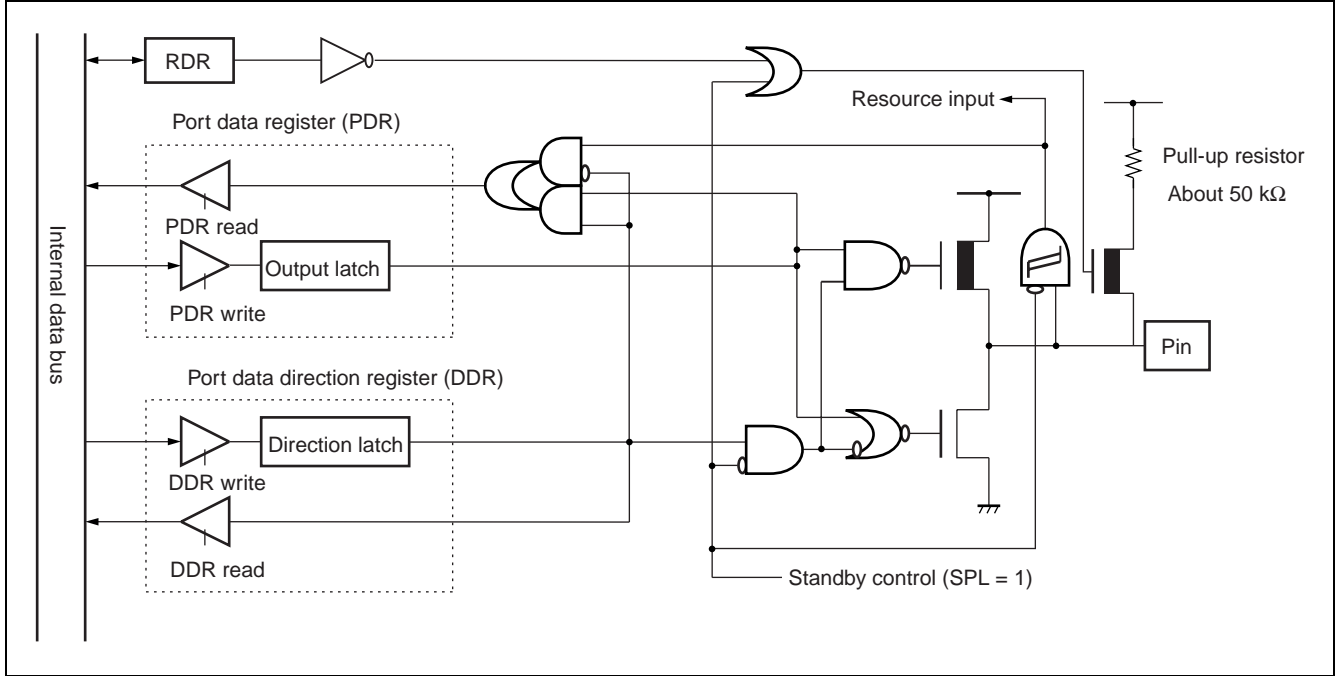 RDR
Resource input
Port data register (PDR)
Pull-up resistor
About 50 kΩ
PDR read
Internal data bus
Output latch
PDR write
Pin
Port data direction register (DDR)
Direction latch
DDR write
DDR read
Standby control (SPL = 1)